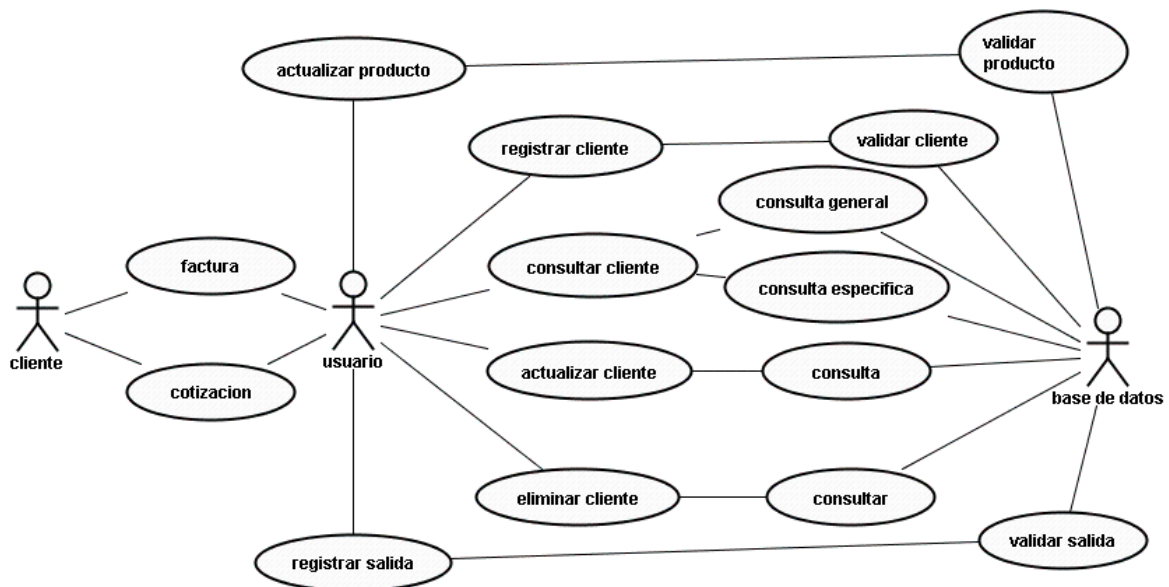 actualizar producto
validar
producto
registrar cliente
validar cliente
consulta general
factura
consultar cliente
consulta especifica
cliente
usuario
cotizacion
actualizar cliente
consulta
base de datos
eliminar cliente
consultar
registrar salida
validar salida